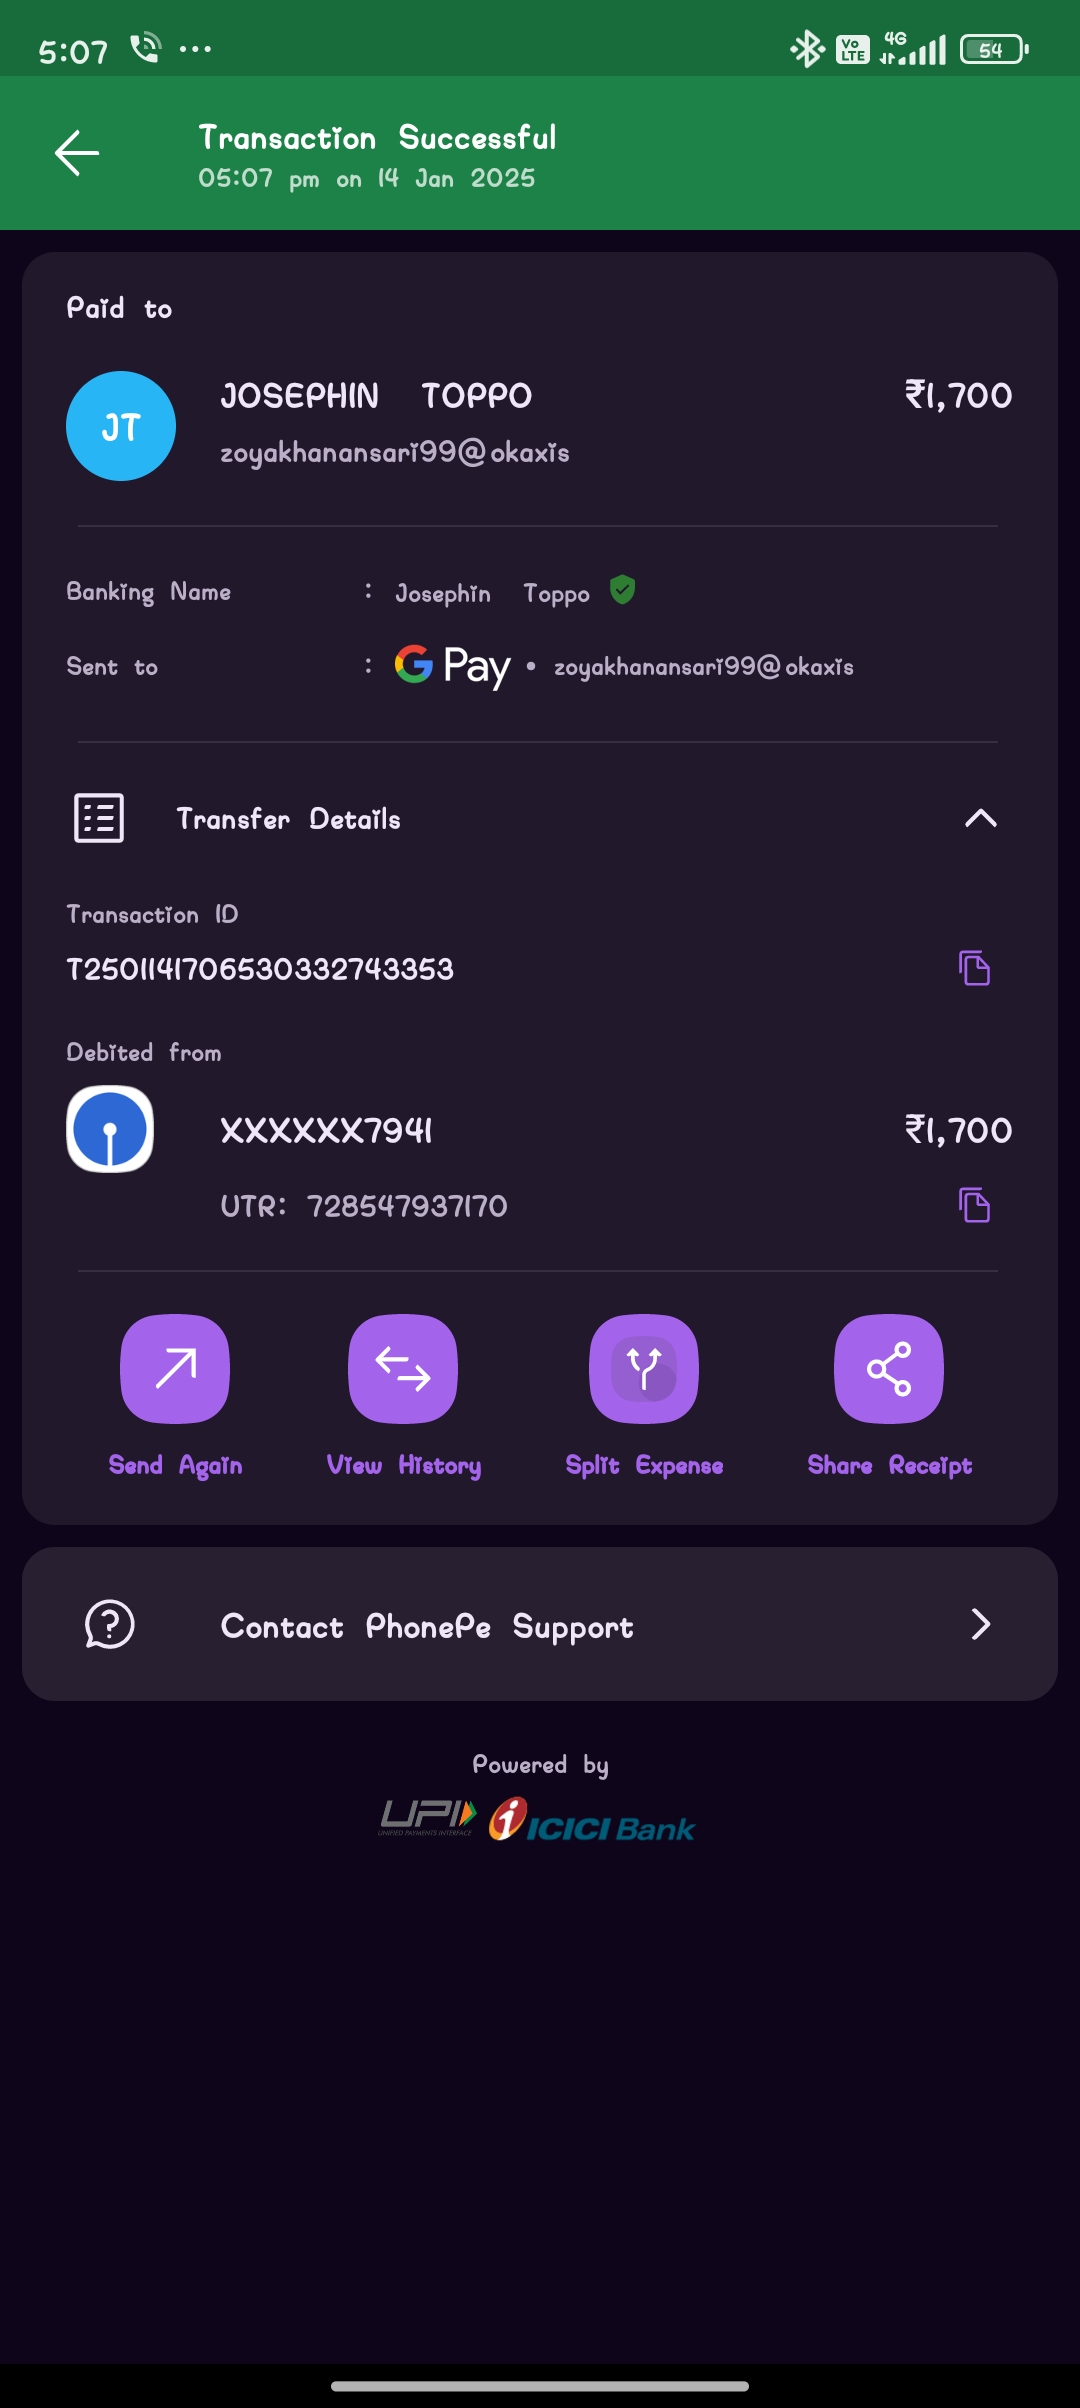 5:07
Vo LTE 4G 54
Transaction Successful
05:07 pm on 14 Jan 2025
Paid to
JT
JOSEPHIN TOPPO ₹1,700
zoyakhanansari99@okaxis
Banking Name : Josephin Toppo
Sent to : G Pay • zoyakhanansari99@okaxis
Transfer Details
Transaction ID
T2501141706530332743353
Debited from
XXXXXX7941 ₹1,700
UTR: 728547937170
Send Again View History Split Expense Share Receipt
Contact PhonePe Support
Powered by
UPI ICICI Bank
UNIFIED PAYMENTS INTERFACE